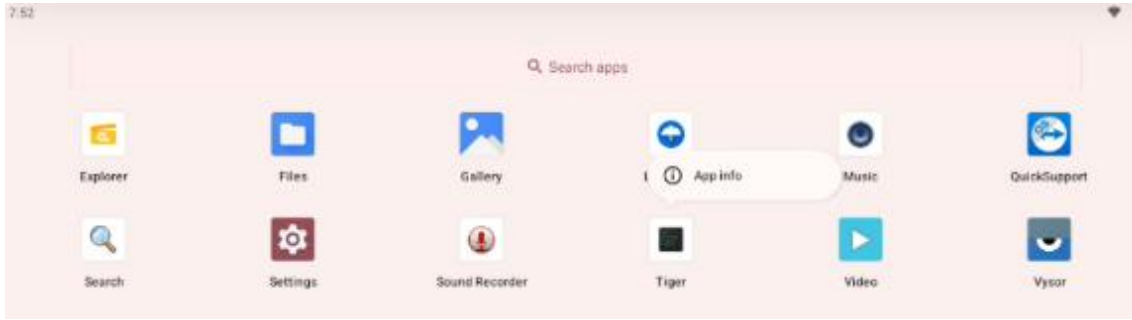 7:52
Search apps
Explorer
Files
Gallery
App info
Music
QuickSupport
Search
Settings
Sound Recorder
Tiger
Video
Vysor